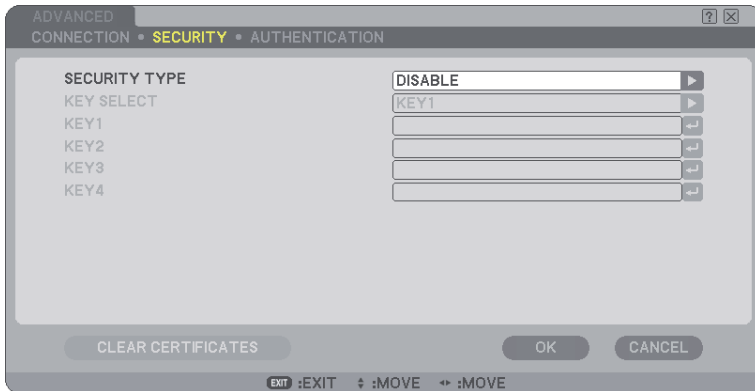 ADVANCED
CONNECTION • SECURITY • AUTHENTICATION
SECURITY TYPE DISABLE
KEY SELECT KEY1
KEY1
KEY2
KEY3
KEY4
CLEAR CERTIFICATES OK CANCEL
EXIT :EXIT :MOVE :MOVE